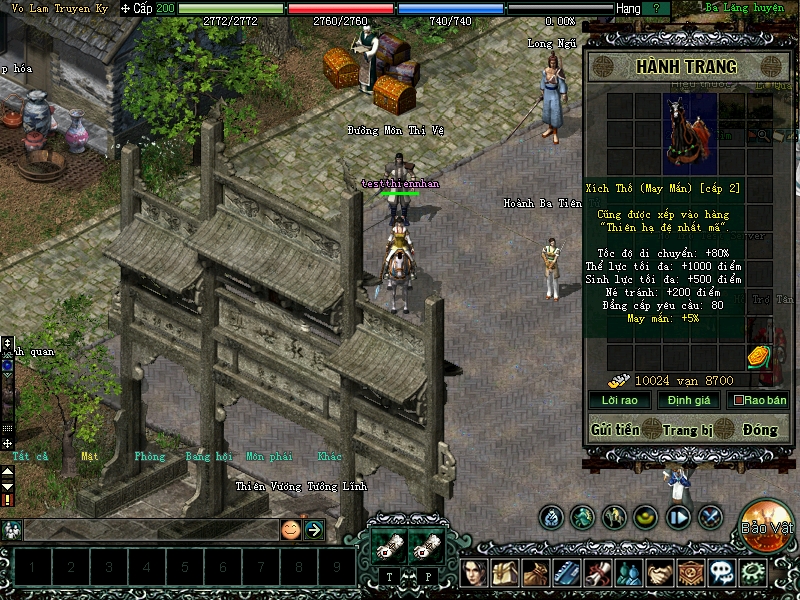 Vo Lam Truyen Ky
Cấp 200
2772/2772
2760/2760
740/740
0.00%
Hạng ?
Ba Lăng huyện
Long Ngũ
p hóa
HÀNH TRANG
Đường Môn Thi Vệ
testthiennhan
Hoành Ba Tiên Tử
Xích Thố (May Mắn) [cấp 2]
Cũng được xếp vào hàng
"Thiên hạ đệ nhất mã".
Tốc độ di chuyển: +80%
Thể lực tối đa: +1000 điểm
Sinh lực tối đa: +500 điểm
Né tránh: +200 điểm
Đẳng cấp yêu cầu: 80
May mắn: +5%
10024 vạn 8700
Lời rao
Định giá
Rao bán
Gửi tiền
Trang bị
Đóng
Tất cả
Mật
Phòng
Bang hội
Môn phái
Khác
Thiên Vương Tướng Lĩnh
Bảo Vật
1 2 3 4 5 6 7 8 9
T P